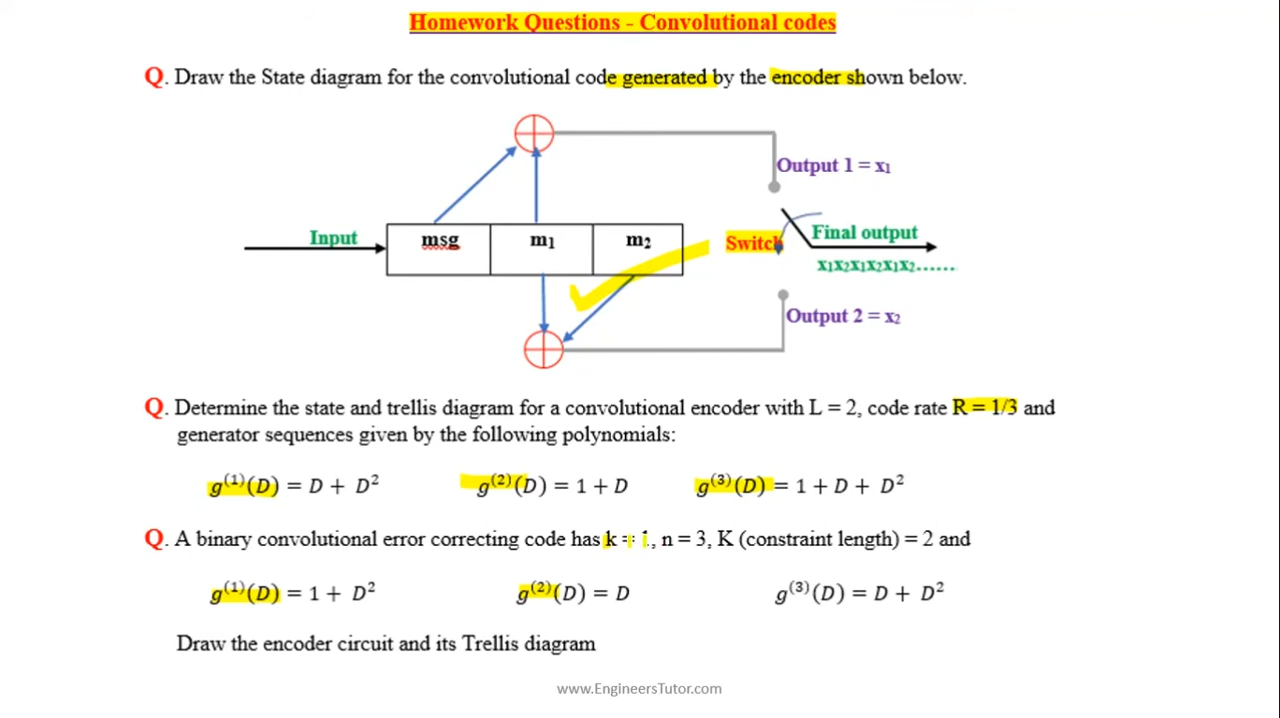 Homework Questions - Convolutional codes
Q. Draw the State diagram for the convolutional code generated by the encoder shown below.
Output 1 = x₁
Input
msg
m₁
m₂
Switch
Final output
x₁x₂x₁x₂x₁x₂……
Output 2 = x₂
Q. Determine the state and trellis diagram for a convolutional encoder with L = 2, code rate R = 1/3 and
generator sequences given by the following polynomials:
g⁽¹⁾(D) = D + D² g⁽²⁾(D) = 1 + D g⁽³⁾(D) = 1 + D + D²
Q. A binary convolutional error correcting code has k = 1, n = 3, K (constraint length) = 2 and
g⁽¹⁾(D) = 1 + D² g⁽²⁾(D) = D g⁽³⁾(D) = D + D²
Draw the encoder circuit and its Trellis diagram
www.EngineersTutor.com